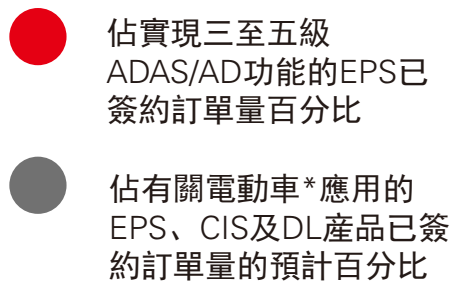 佔實現三至五級
ADAS/AD功能的EPS已
簽約訂單量百分比
佔有關電動車*應用的
EPS、CIS及DL産品已簽
約訂單量的預計百分比